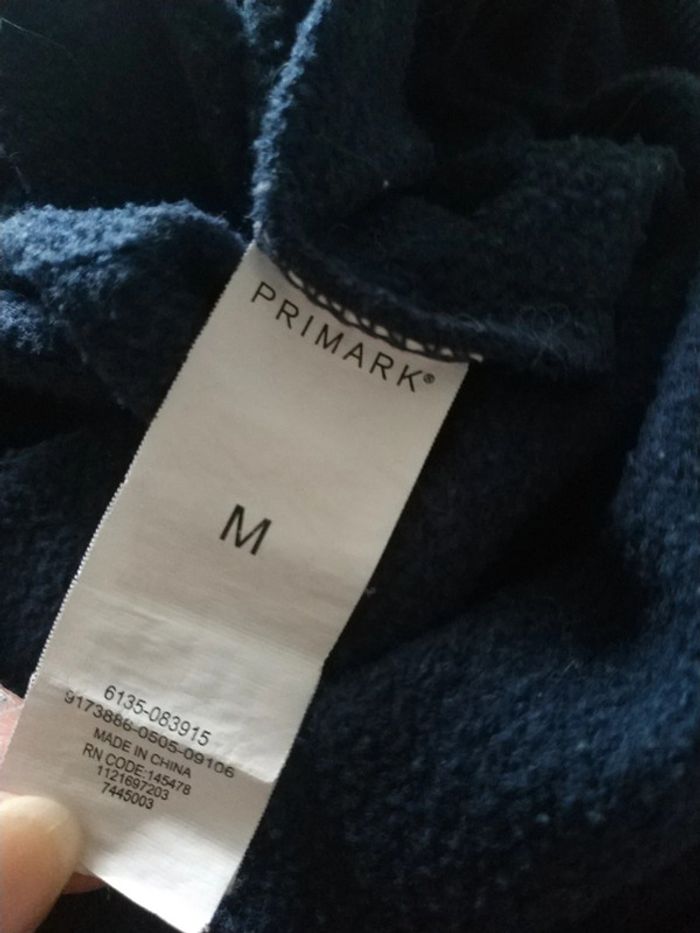 PRIMARK®
M
6135-083915
9173886-0505-09106
MADE IN CHINA
RN CODE:145478
1121697203
7445003